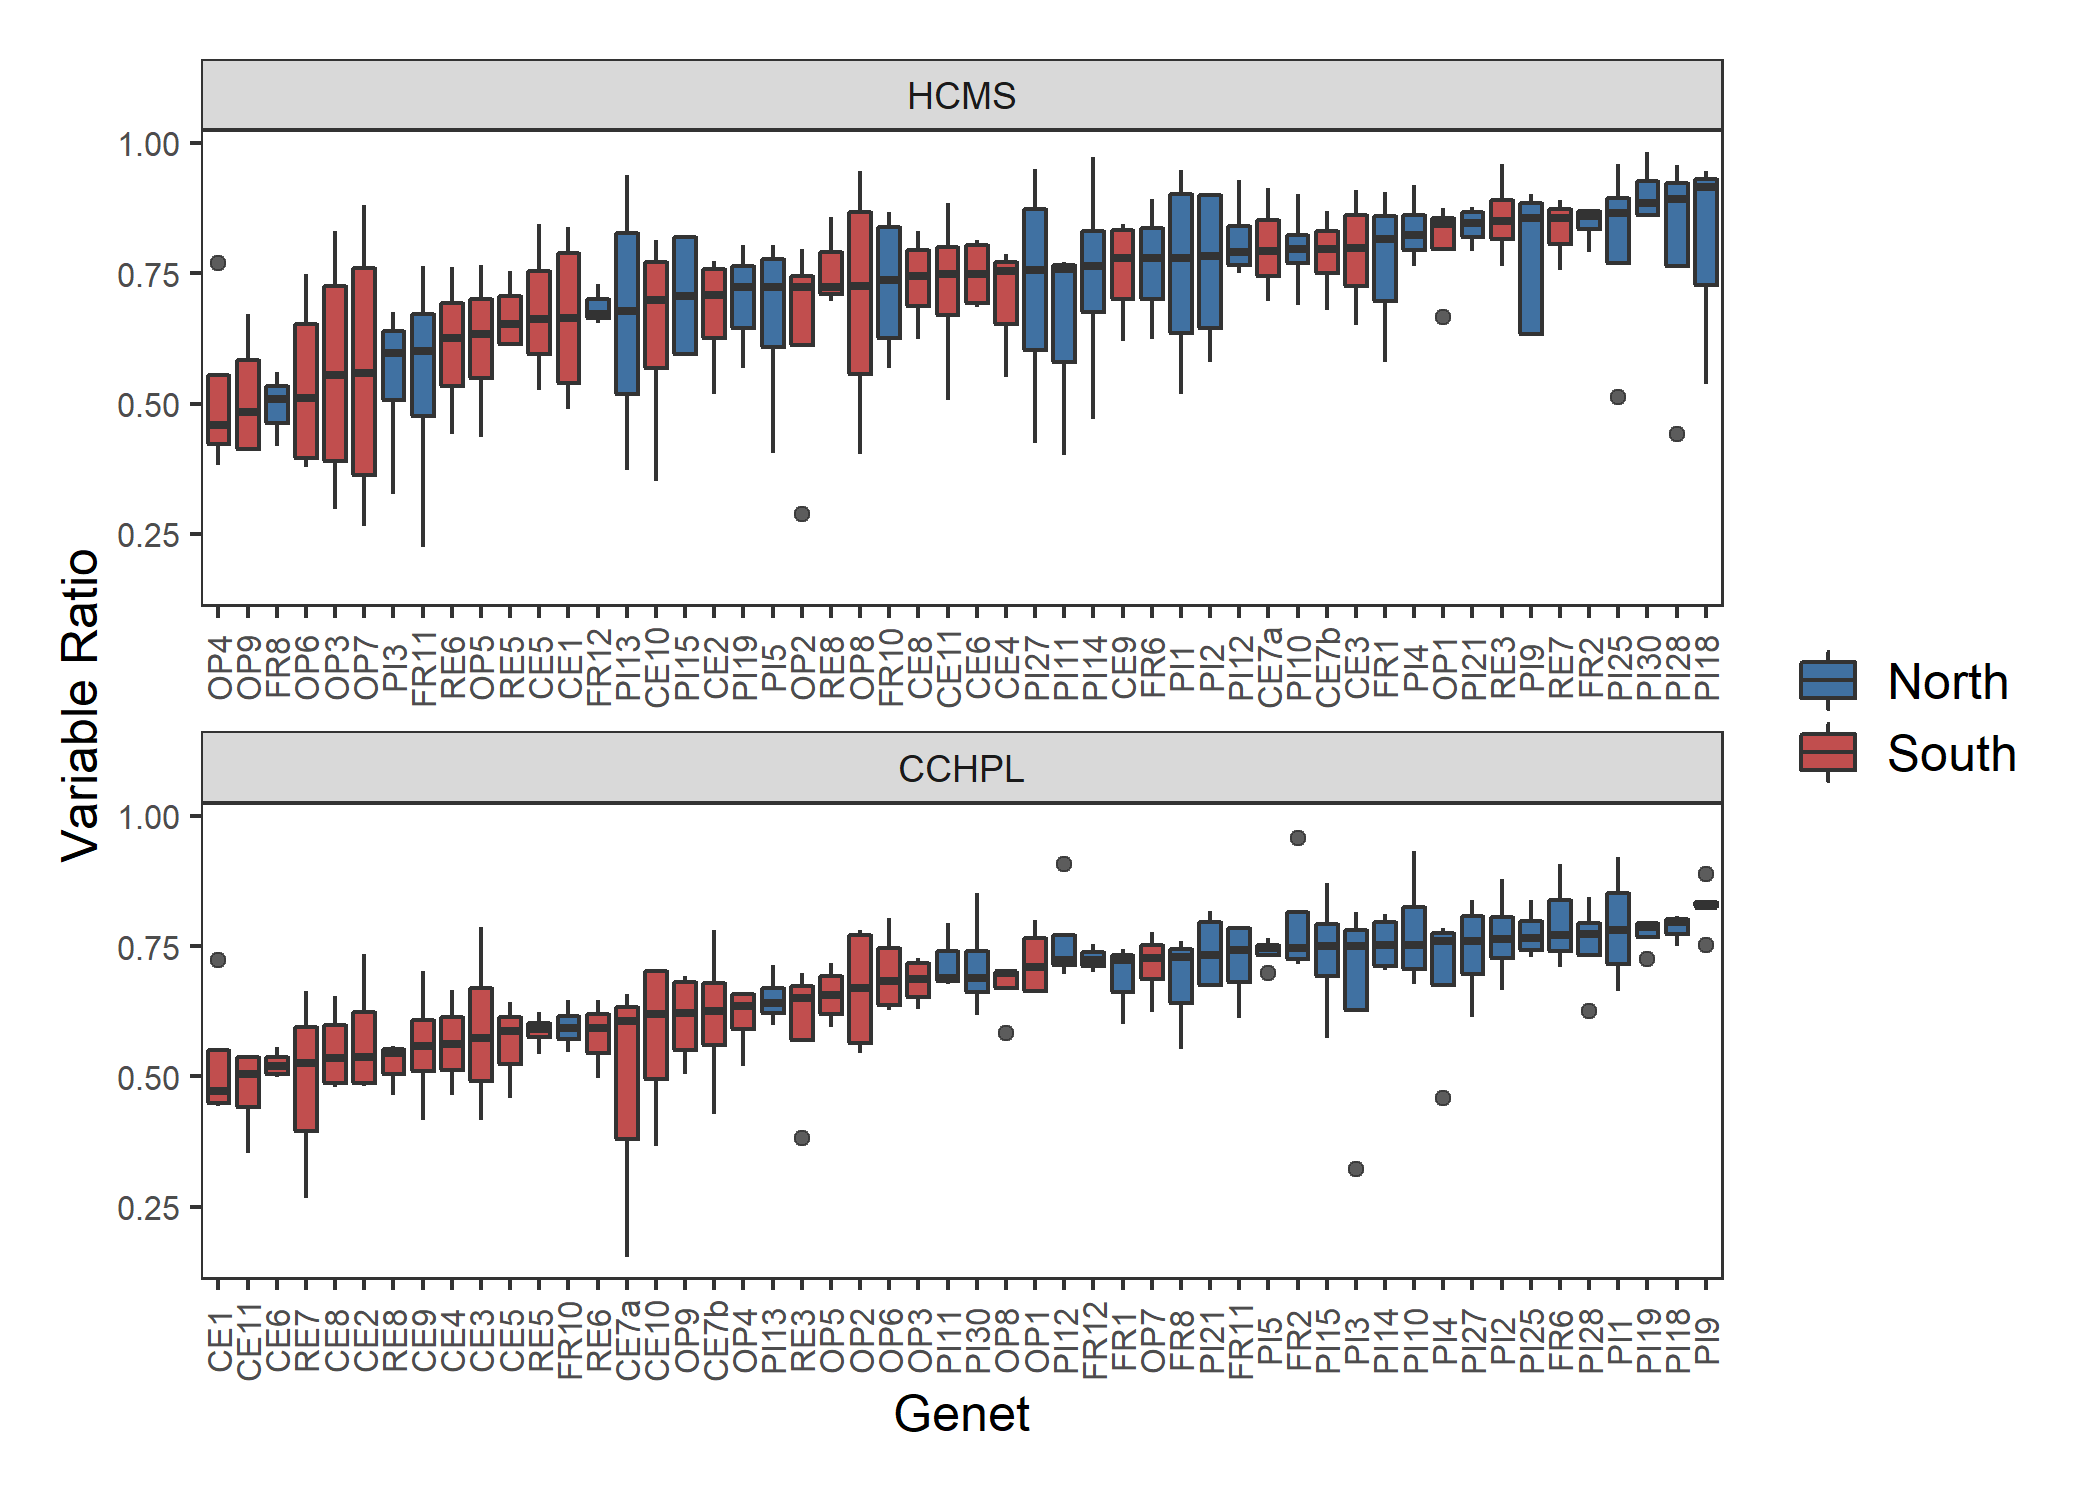 HCMS
1.00
0.75
0.50
0.25
OP4 OP9 FR8 OP6 OP3 OP7 PI3 FR11 RE6 OP5 RE5 CE5 CE1 FR12 PI13 CE10 PI15 CE2 PI19 PI5 OP2 RE8 OP8 FR10 CE8 CE11 CE6 CE4 PI27 PI11 PI14 CE9 FR6 PI1 PI2 PI12 CE7a PI10 CE7b CE3 FR1 PI4 OP1 PI21 RE3 PI9 RE7 FR2 PI25 PI30 PI28 PI18
Variable Ratio
North
South
CCHPL
1.00
0.75
0.50
0.25
CE1 CE11 CE6 RE7 CE8 CE2 RE8 CE9 CE4 CE3 CE5 RE5 FR10 RE6 CE7a CE10 OP9 CE7b OP4 PI13 RE3 OP5 OP2 OP6 OP3 PI11 PI30 OP8 OP1 PI12 FR12 FR1 OP7 FR8 PI21 FR11 PI5 FR2 PI15 PI3 PI14 PI10 PI4 PI27 PI2 PI25 FR6 PI28 PI1 PI19 PI18 PI9
Genet